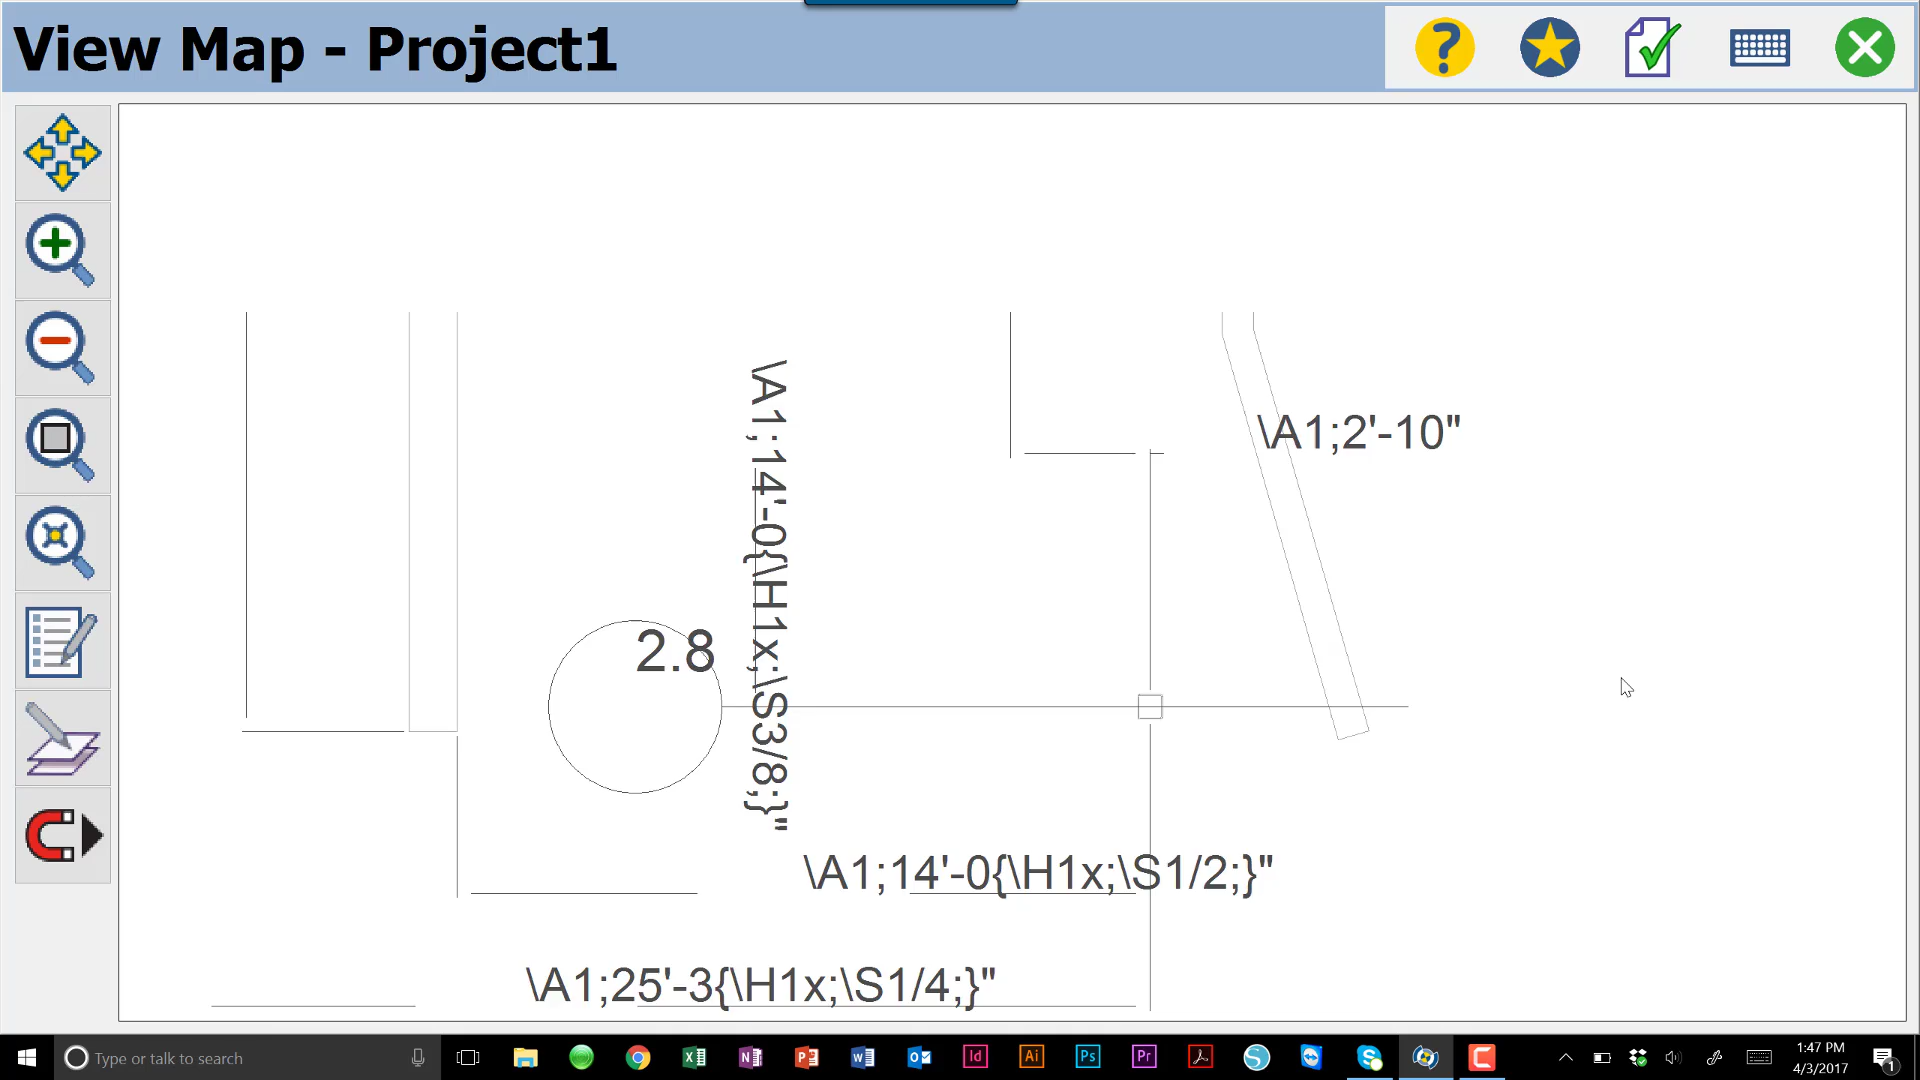 View Map - Project1
\A1;2'-10"
\A1;14'-0{\H1x;\S3/8;}"
2.8
\A1;14'-0{\H1x;\S1/2;}"
\A1;25'-3{\H1x;\S1/4;}"
Type or talk to search
1:47 PM
4/3/2017